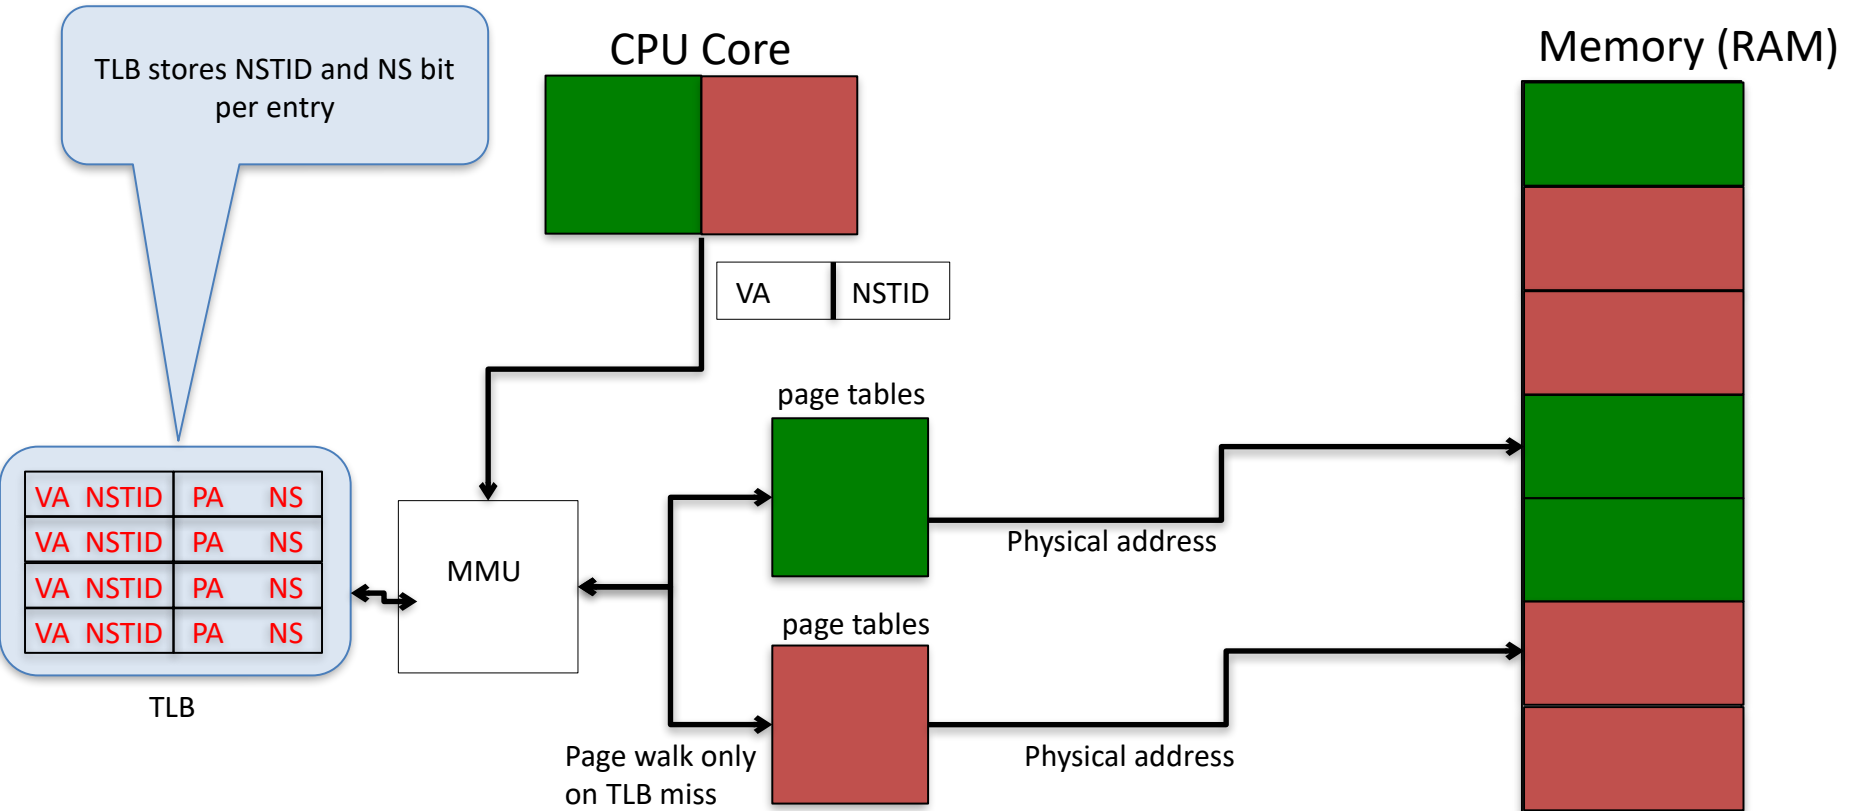 TLB stores NSTID and NS bit
per entry
CPU Core
Memory (RAM)
VA NSTID
page tables
VA NSTID PA NS
VA NSTID PA NS
VA NSTID PA NS
VA NSTID PA NS
MMU
Physical address
page tables
TLB
Page walk only
on TLB miss
Physical address